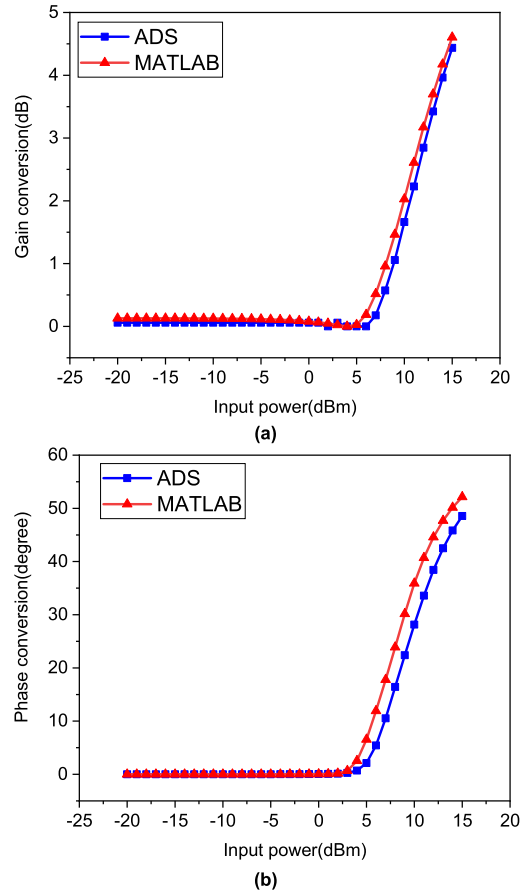 5
4
3
2
1
0
Gain conversion(dB)
ADS
MATLAB
-25 -20 -15 -10 -5 0 5 10 15 20
Input power(dBm)
(a)
60
50
40
30
20
10
0
Phase conversion(degree)
ADS
MATLAB
-25 -20 -15 -10 -5 0 5 10 15 20
Input power(dBm)
(b)